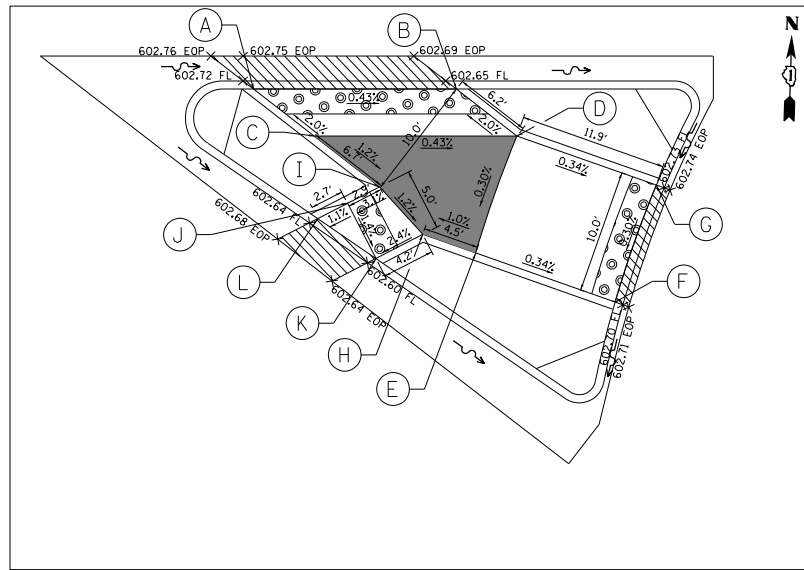 A
B
N
602.76 EOP
602.75 EOP
602.69 EOP
602.72 FL
602.65 FL
0.43%
6.2'
D
2.0%
2.0%
11.9'
C
10.0'
0.43%
602.73 FL
602.74 EOP
1.2%
6.7'
0.34%
I
0.30%
G
2.7'
5.0'
1.2%
J
602.64 FL
1.1%
1.0%
4.5'
10.0'
0.30%
602.68 EOP
2.4%
0.34%
4.2'
L
F
602.60 FL
K
602.64 EOP
H
602.70 FL
602.71 EOP
E